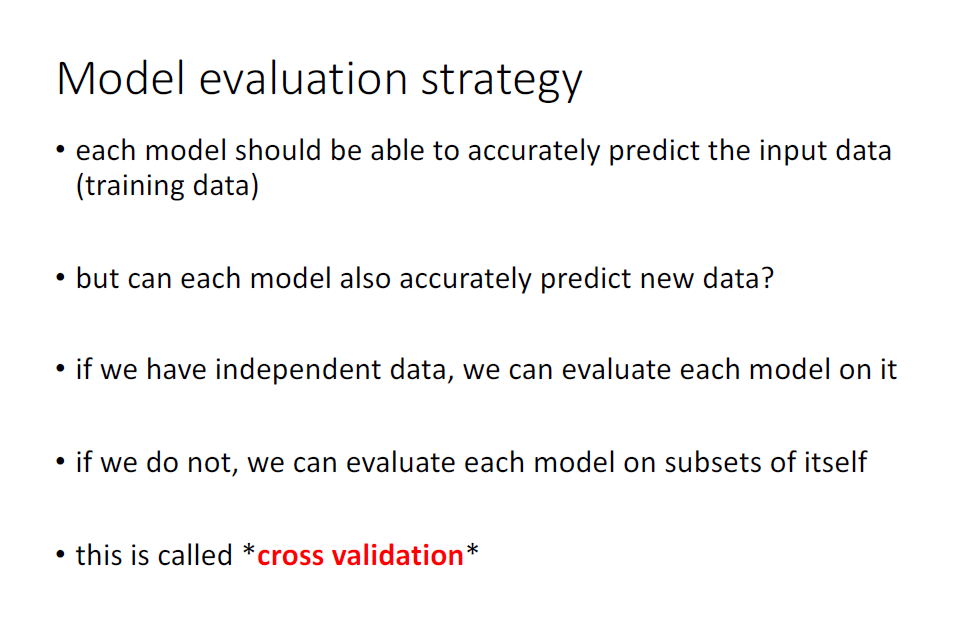 Model evaluation strategy
• each model should be able to accurately predict the input data
(training data)
• but can each model also accurately predict new data?
• if we have independent data, we can evaluate each model on it
• if we do not, we can evaluate each model on subsets of itself
• this is called *cross validation*